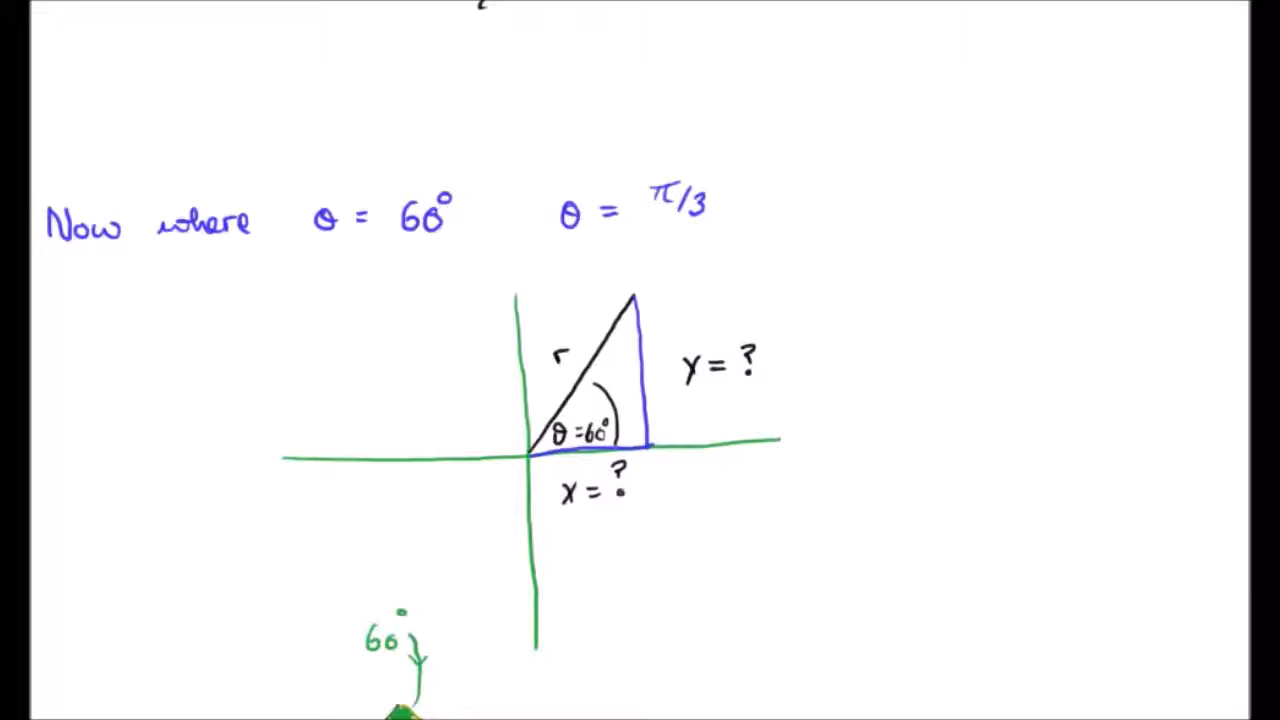 Now where θ = 60° θ = π/3
r
y = ?
θ = 60°
x = ?
60°